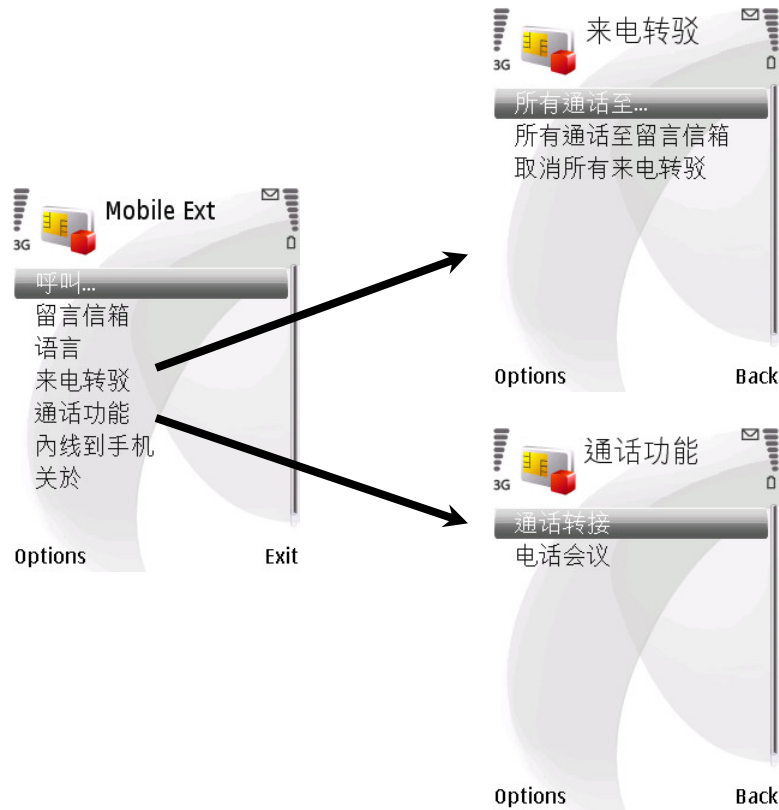 3G
Mobile Ext
呼叫...
留言信箱
语言
来电转驳
通话功能
內线到手机
关於
Options
Exit
3G
来电转驳
所有通话至...
所有通话至留言信箱
取消所有来电转驳
Options
Back
3G
通话功能
通话转接
电话会议
Options
Back